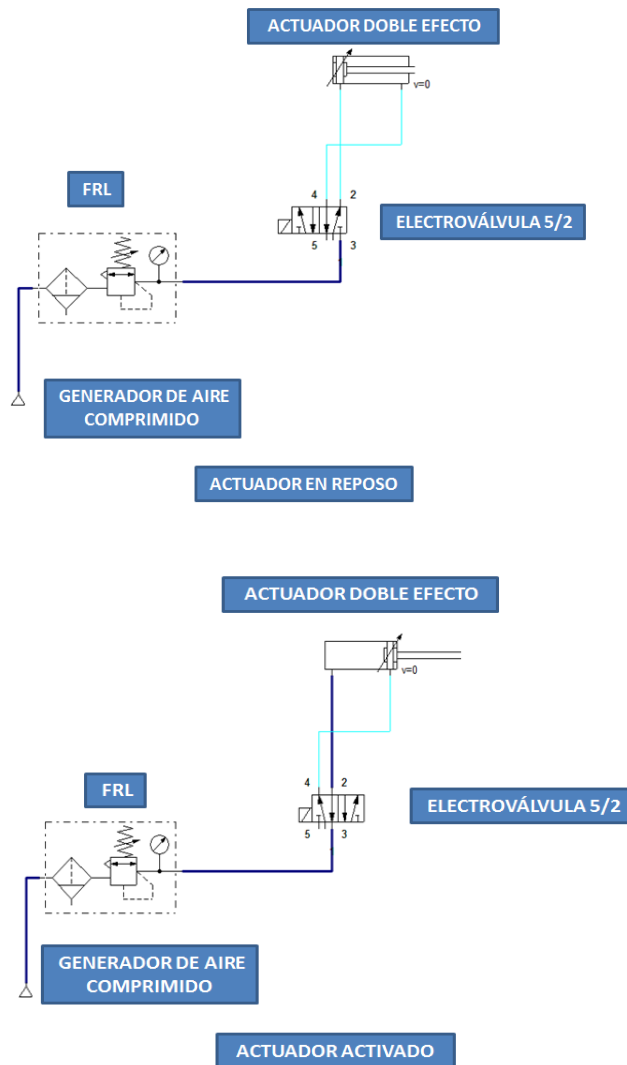 ACTUADOR DOBLE EFECTO
v=0
4 2
FRL
ELECTROVÁLVULA 5/2
5 3
GENERADOR DE AIRE
COMPRIMIDO
ACTUADOR EN REPOSO
ACTUADOR DOBLE EFECTO
v=0
4 2
FRL
ELECTROVÁLVULA 5/2
5 3
GENERADOR DE AIRE
COMPRIMIDO
ACTUADOR ACTIVADO